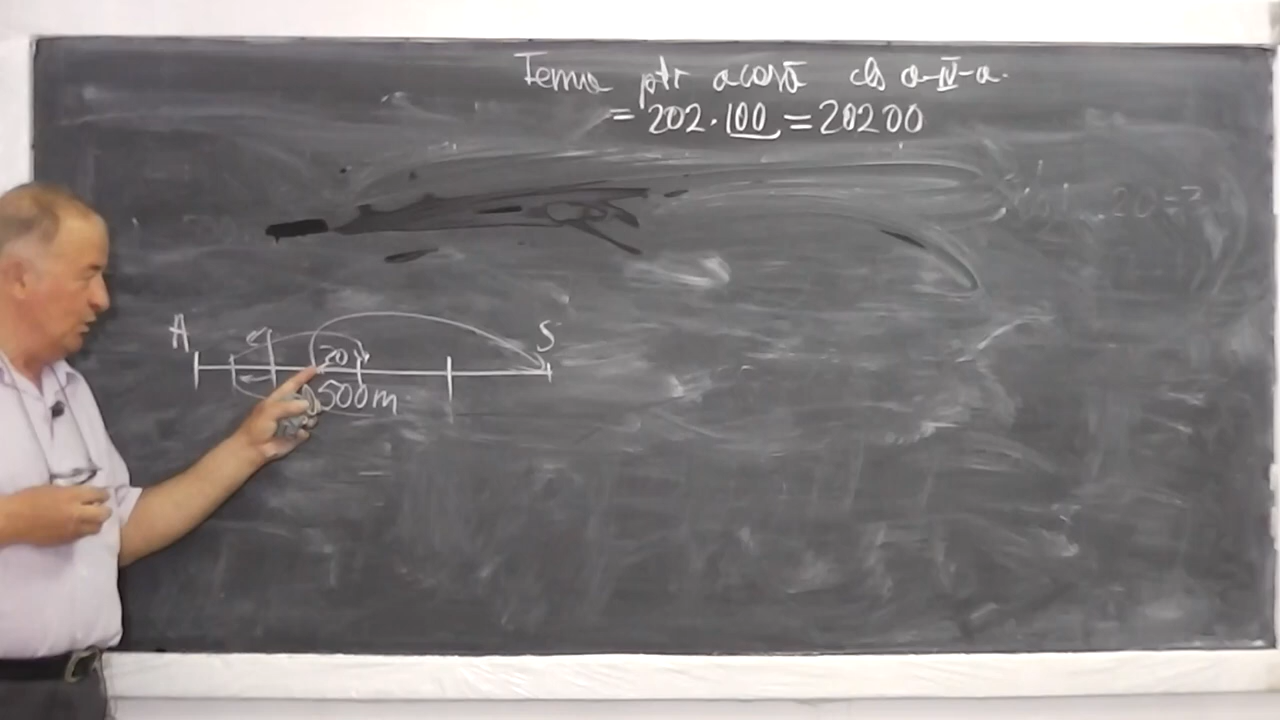 Tema ptr acasă cls a-IV-a.
= 202 · 100 = 20200
A S
20
500m